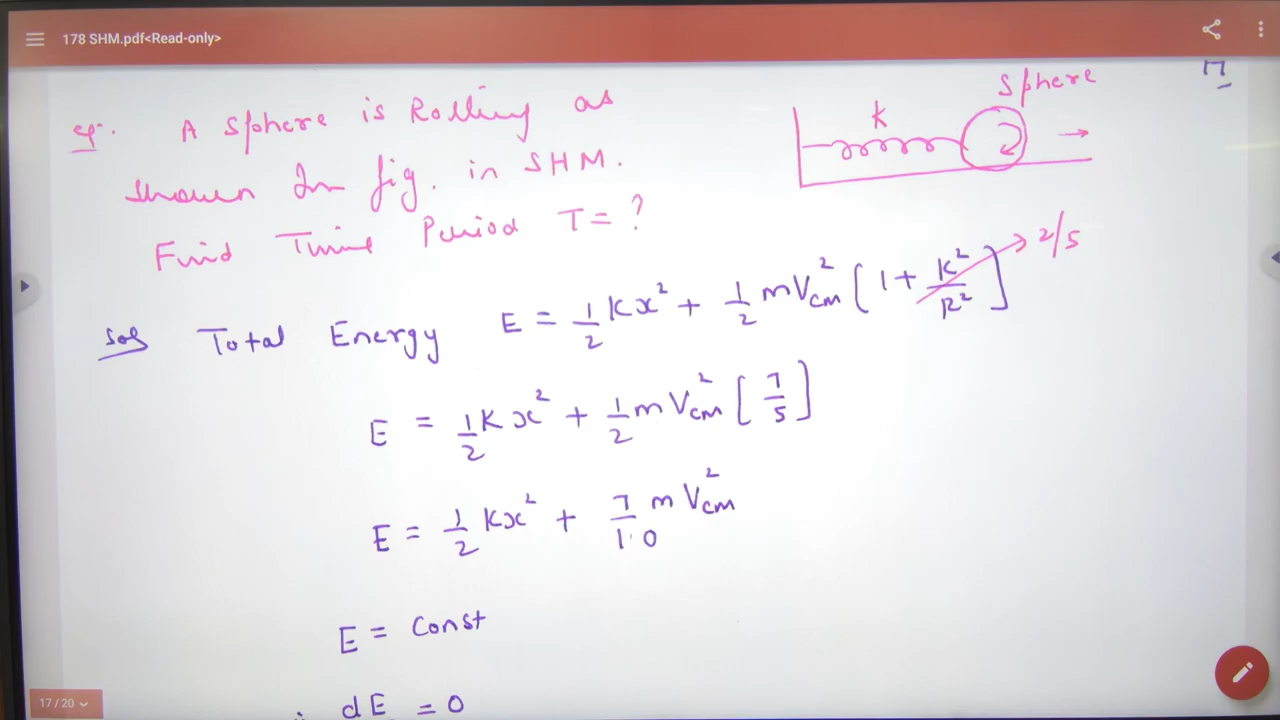 178 SHM.pdf<Read-only>
Sphere
k
eg. A sphere is Rolling as
shown In fig. in SHM.
Find Time Period T = ?
Sol Total Energy E = 1/2 Kx² + 1/2 mV²cm [1 + K²/R²] → 2/5
E = 1/2 Kx² + 1/2 mV²cm [7/5]
E = 1/2 Kx² + 7/10 mV²cm
E = Const
dE = 0
17 / 20